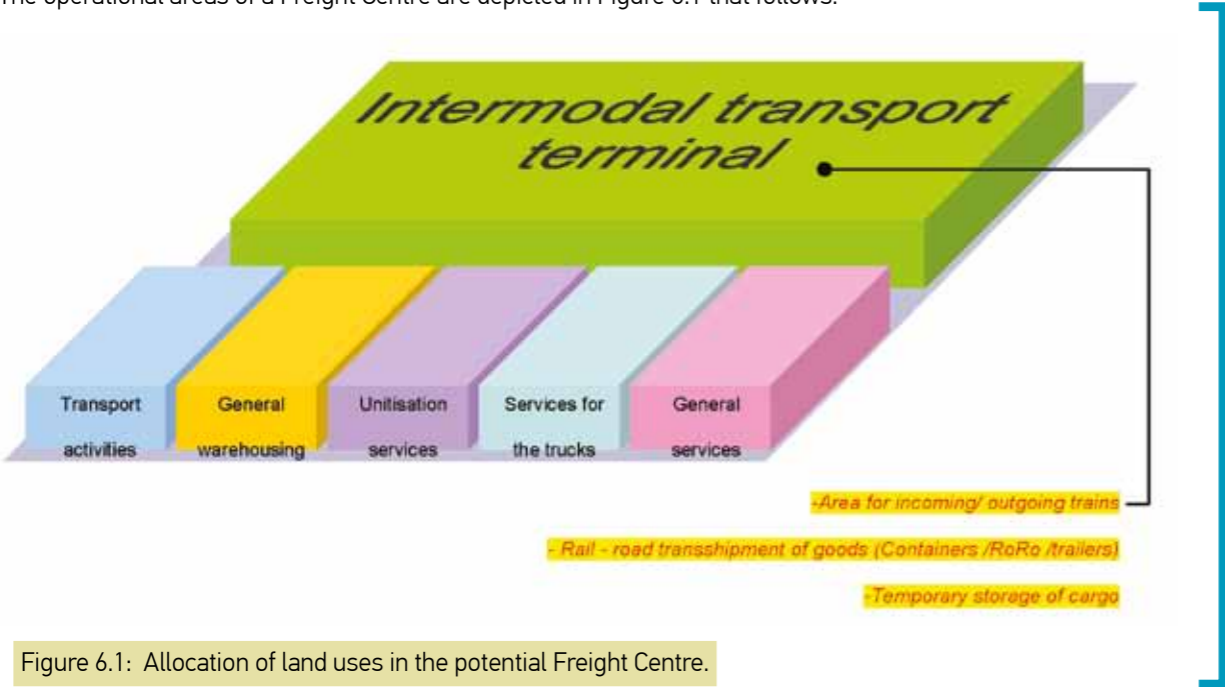 The operational areas of a Freight Centre are depicted in Figure 6.1 that follows.
Intermodal transport
terminal
Transport
activities
General
warehousing
Unitisation
services
Services for
the trucks
General
services
-Area for incoming/ outgoing trains
- Rail - road transshipment of goods (Containers /RoRo /trailers)
-Temporary storage of cargo
Figure 6.1: Allocation of land uses in the potential Freight Centre.